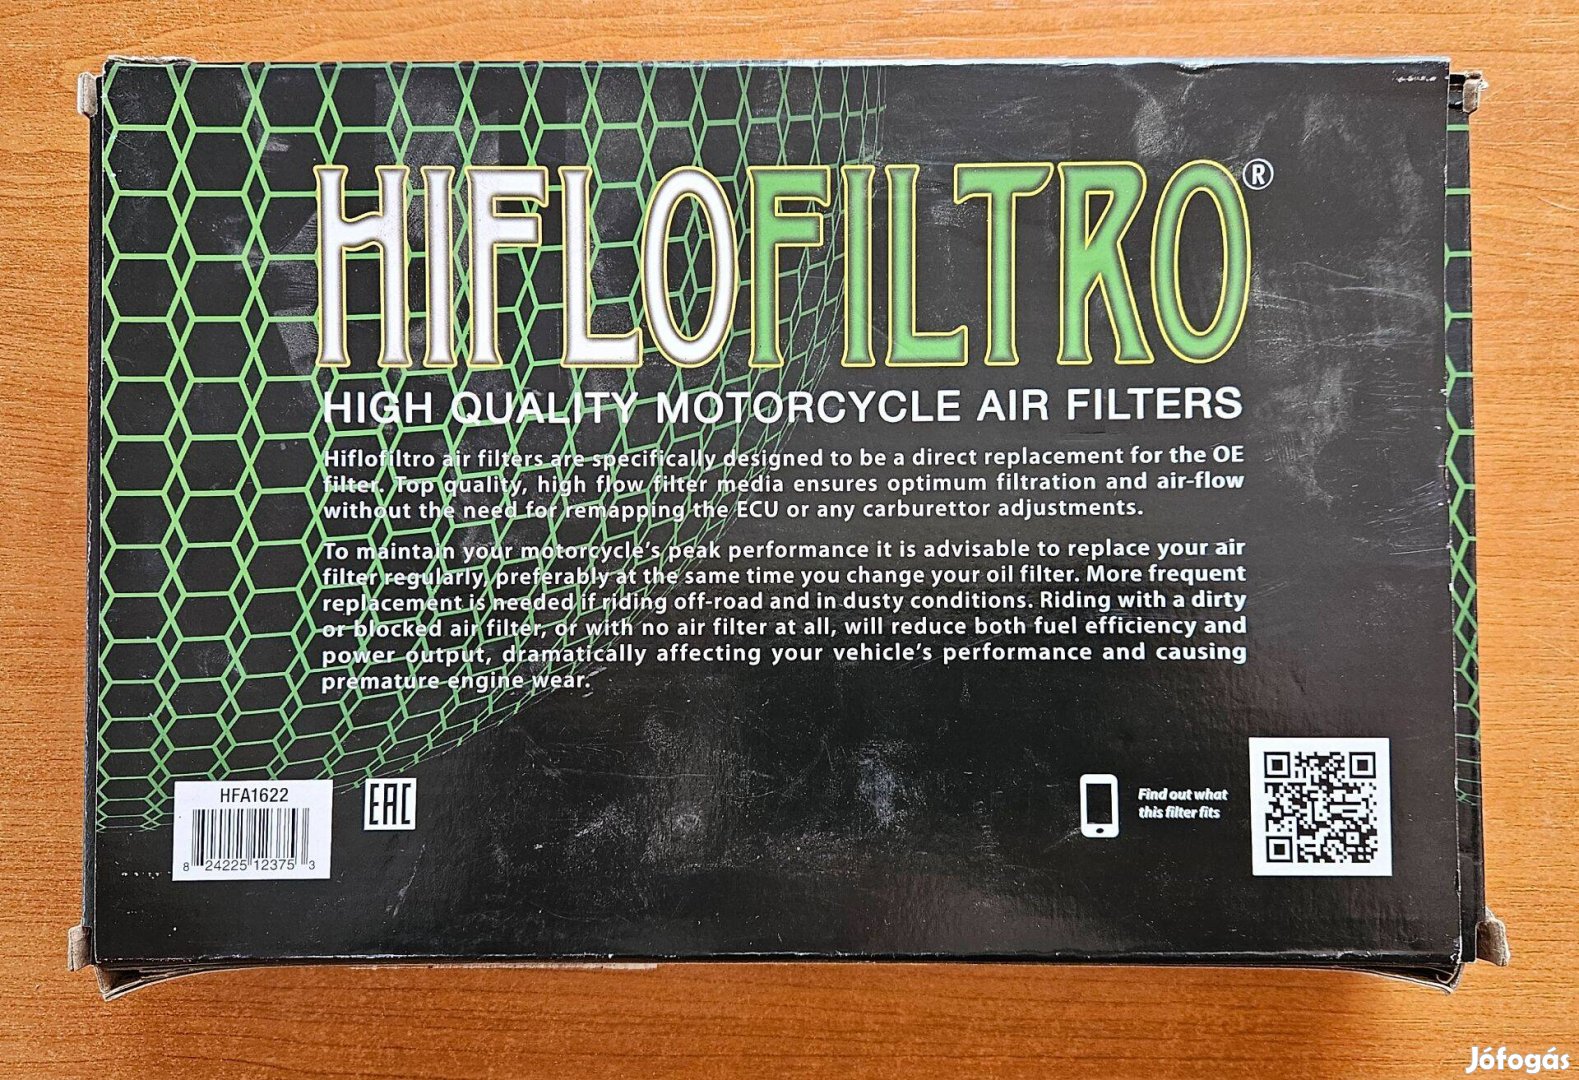 HIFLOFILTRO®
HIGH QUALITY MOTORCYCLE AIR FILTERS
Hiflofiltro air filters are specifically designed to be a direct replacement for the OE
filter. Top quality, high flow filter media ensures optimum filtration and air-flow
without the need for remapping the ECU or any carburettor adjustments.
To maintain your motorcycle's peak performance it is advisable to replace your air
filter regularly, preferably at the same time you change your oil filter. More frequent
replacement is needed if riding off-road and in dusty conditions. Riding with a dirty
or blocked air filter, or with no air filter at all, will reduce both fuel efficiency and
power output, dramatically affecting your vehicle's performance and causing
premature engine wear.
HFA1622
8 24225 12375 3
EAC
Find out what
this filter fits
Jófogás